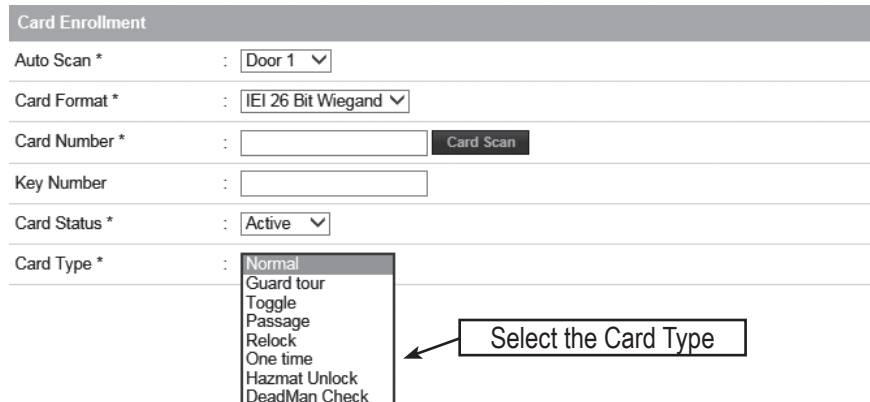 Card Enrollment
Auto Scan * : Door 1
Card Format * : IEI 26 Bit Wiegand
Card Number * : Card Scan
Key Number :
Card Status * : Active
Card Type * : Normal
Guard tour
Toggle
Passage
Relock
One time
Hazmat Unlock
DeadMan Check
Select the Card Type